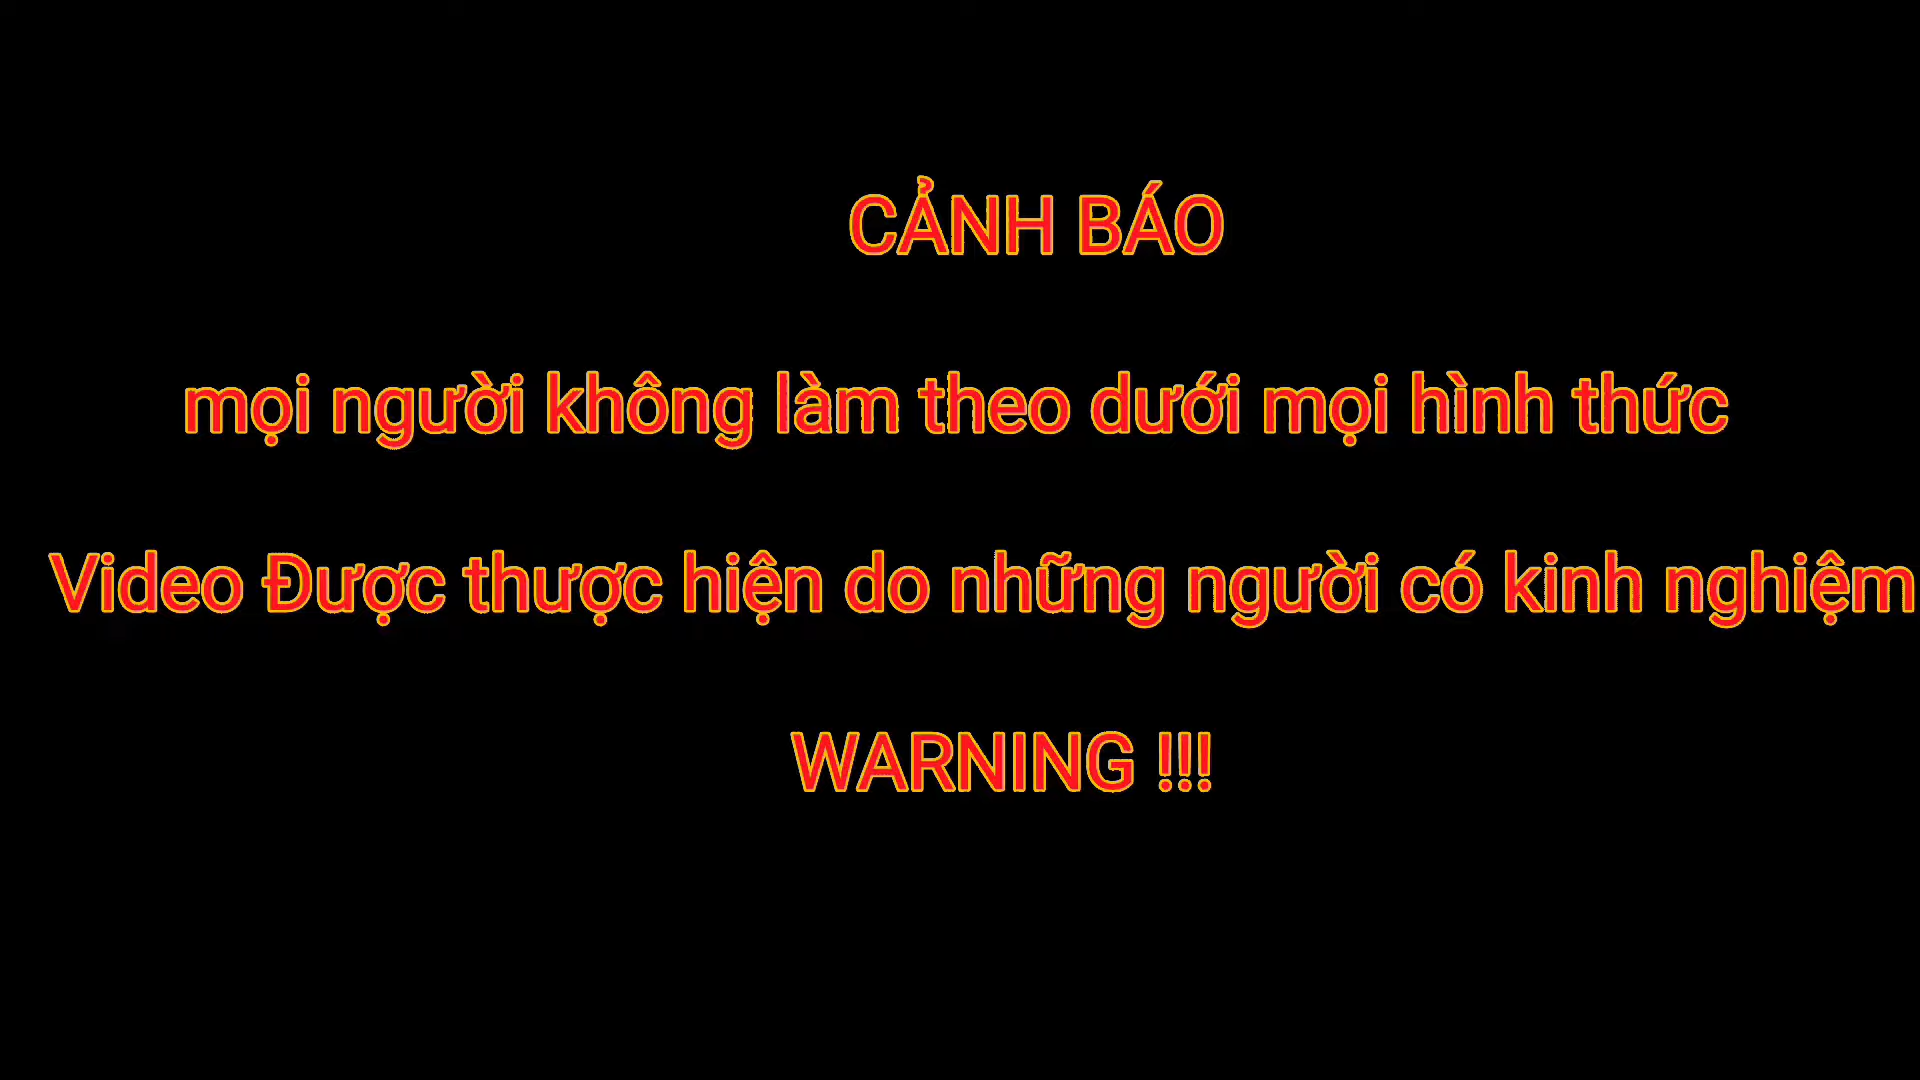 CẢNH BÁO
mọi người không làm theo dưới mọi hình thức
Video Được thược hiện do những người có kinh nghiệm
WARNING !!!